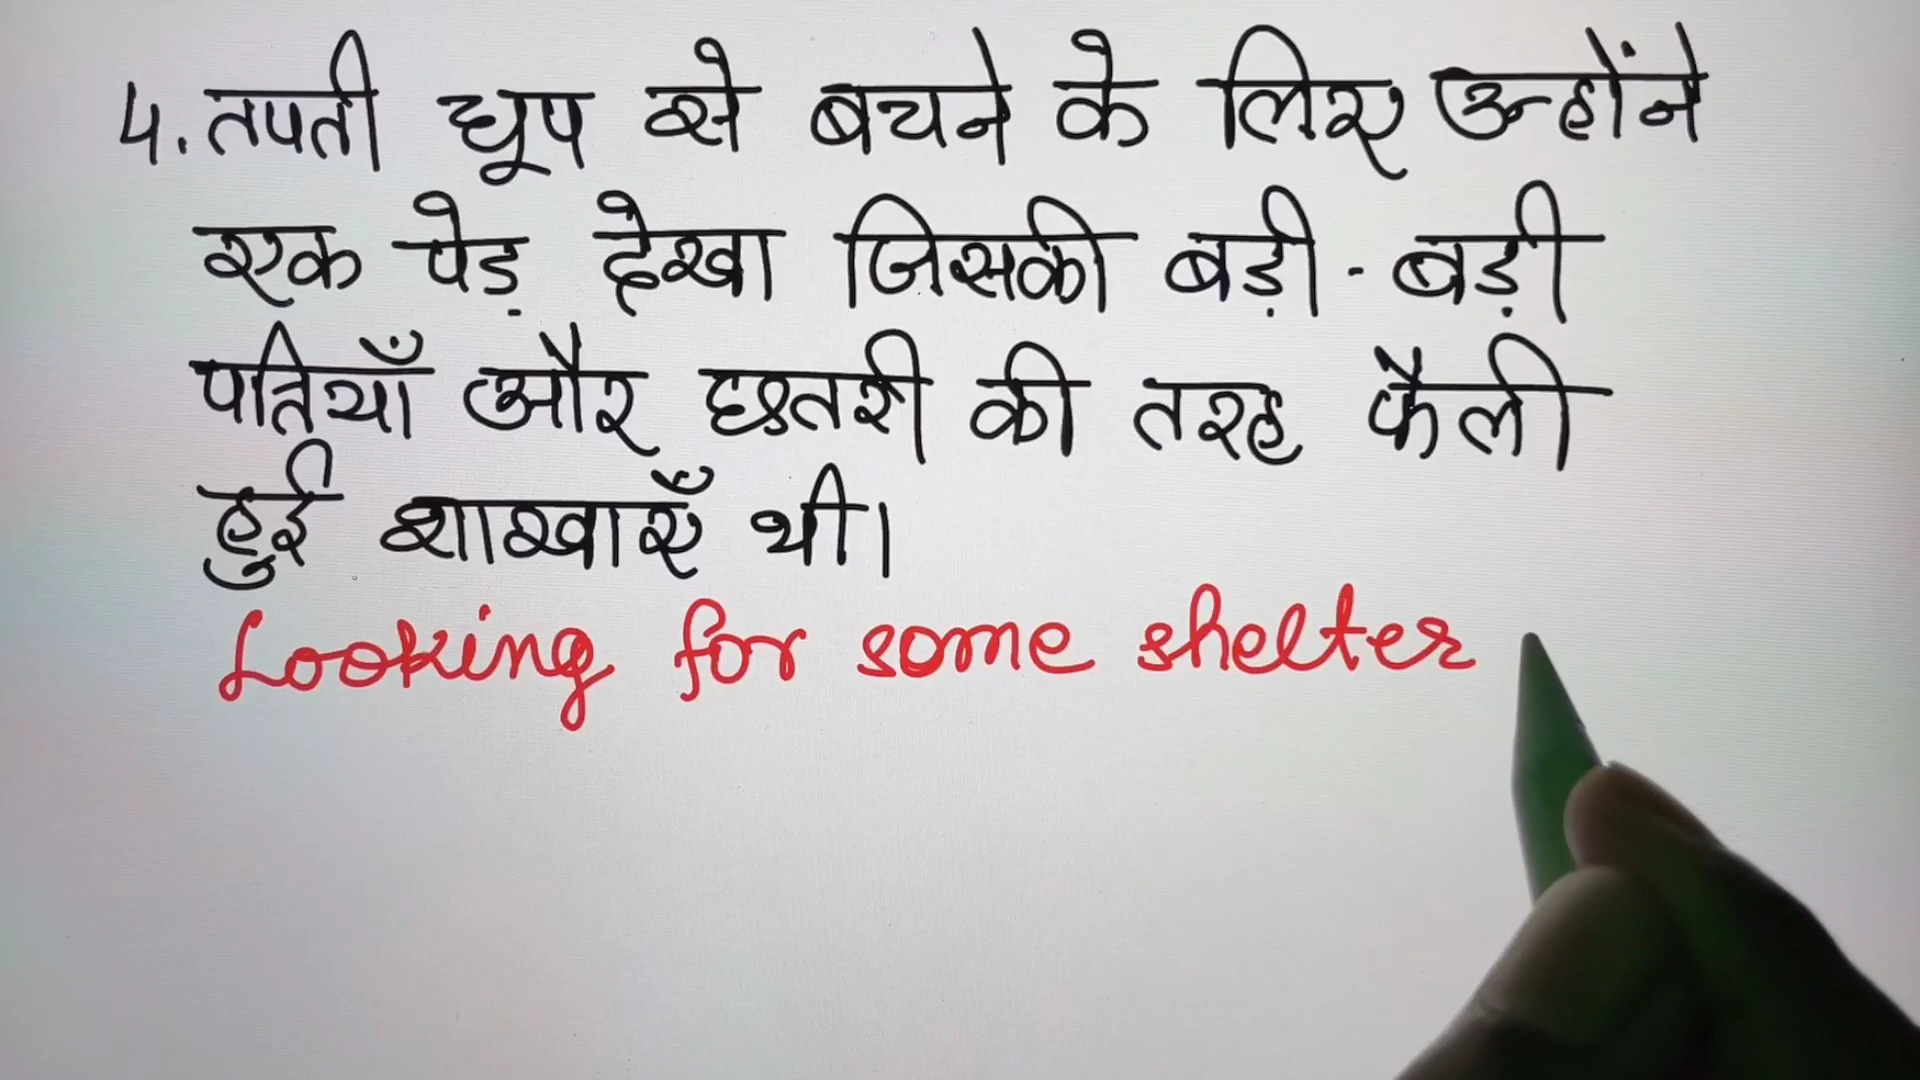 4. तपती धूप से बचने के लिए उन्होंने
एक पेड़ देखा जिसकी बड़ी - बड़ी
पतियाँ और छतरी की तरह फैली
हुई शाखाएँ थी।
Looking for some shelter